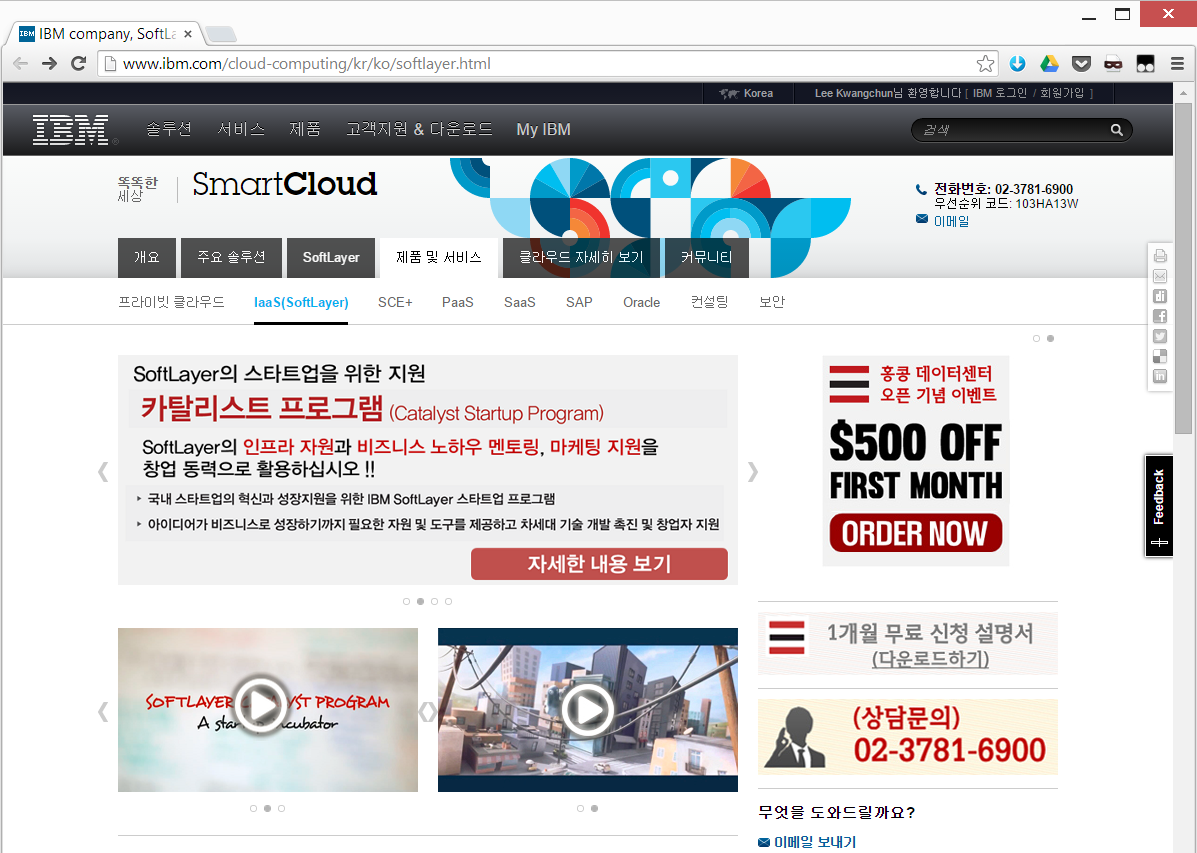 IBM company, SoftLa
www.ibm.com/cloud-computing/kr/ko/softlayer.html
Korea
Lee Kwangchun님 환영합니다 [ IBM 로그인 / 회원가입 ]
IBM
솔루션 서비스 제품 고객지원 & 다운로드 My IBM
검색
똑똑한
세상
SmartCloud
전화번호: 02-3781-6900
우선순위 코드: 103HA13W
이메일
개요 주요 솔루션 SoftLayer 제품 및 서비스 클라우드 자세히 보기 커뮤니티
프라이빗 클라우드 IaaS(SoftLayer) SCE+ PaaS SaaS SAP Oracle 컨설팅 보안
SoftLayer의 스타트업을 위한 지원
카탈리스트 프로그램 (Catalyst Startup Program)
SoftLayer의 인프라 자원과 비즈니스 노하우 멘토링, 마케팅 지원을
창업 동력으로 활용하십시오 !!
국내 스타트업의 혁신과 성장지원을 위한 IBM SoftLayer 스타트업 프로그램
아이디어가 비즈니스로 성장하기까지 필요한 자원 및 도구를 제공하고 차세대 기술 개발 촉진 및 창업자 지원
자세한 내용 보기
홍콩 데이터센터
오픈 기념 이벤트
$500 OFF
FIRST MONTH
ORDER NOW
Feedback
1개월 무료 신청 설명서
(다운로드하기)
SOFTLAYER YST PROGRAM
A star ncubator
(상담문의)
02-3781-6900
무엇을 도와드릴까요?
이메일 보내기